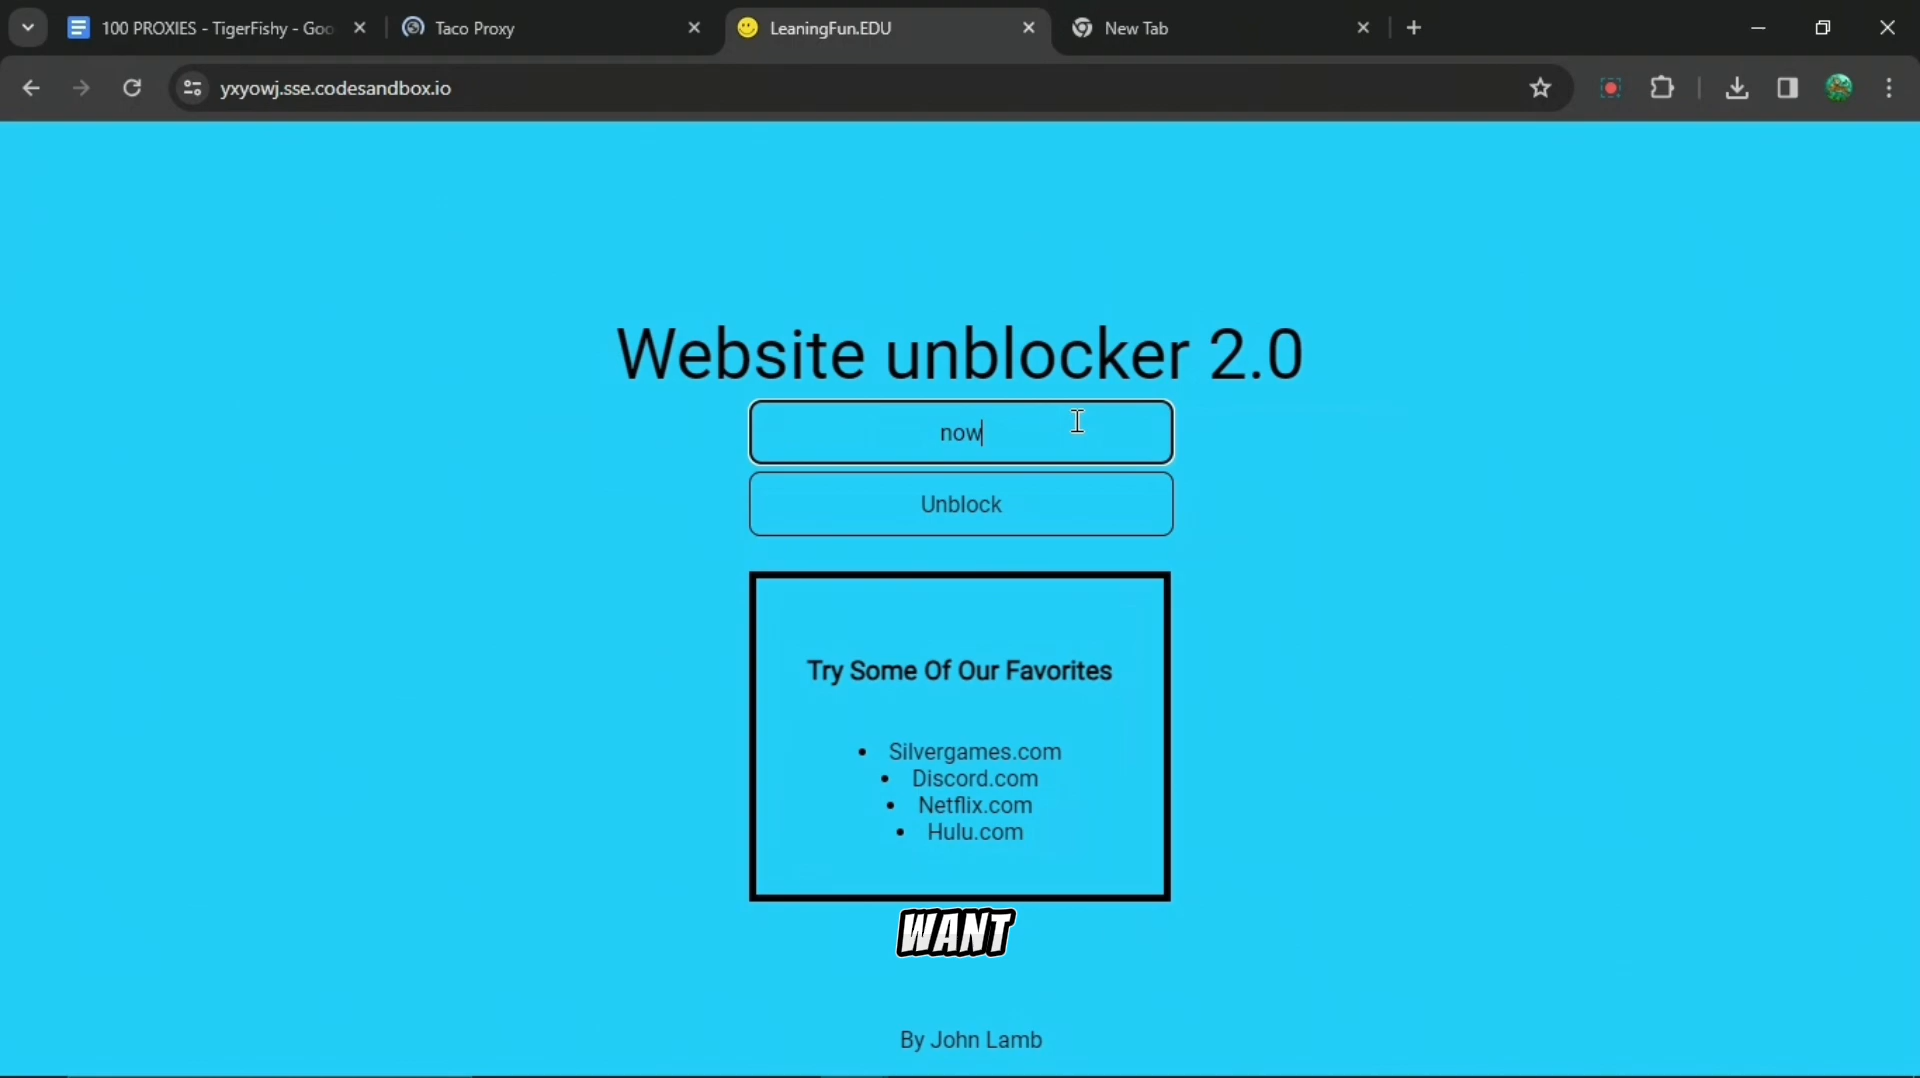 100 PROXIES - TigerFishy - Goo
Taco Proxy
LeaningFun.EDU
New Tab
yxyowj.sse.codesandbox.io
Website unblocker 2.0
now
Unblock
Try Some Of Our Favorites
• Silvergames.com
• Discord.com
• Netflix.com
• Hulu.com
WANT
By John Lamb